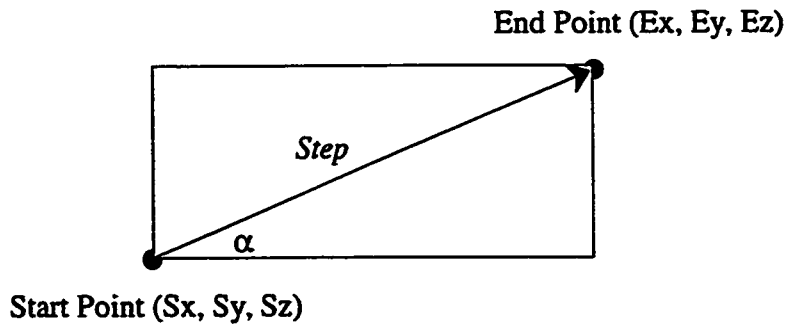 End Point (Ex, Ey, Ez)
Step
α
Start Point (Sx, Sy, Sz)